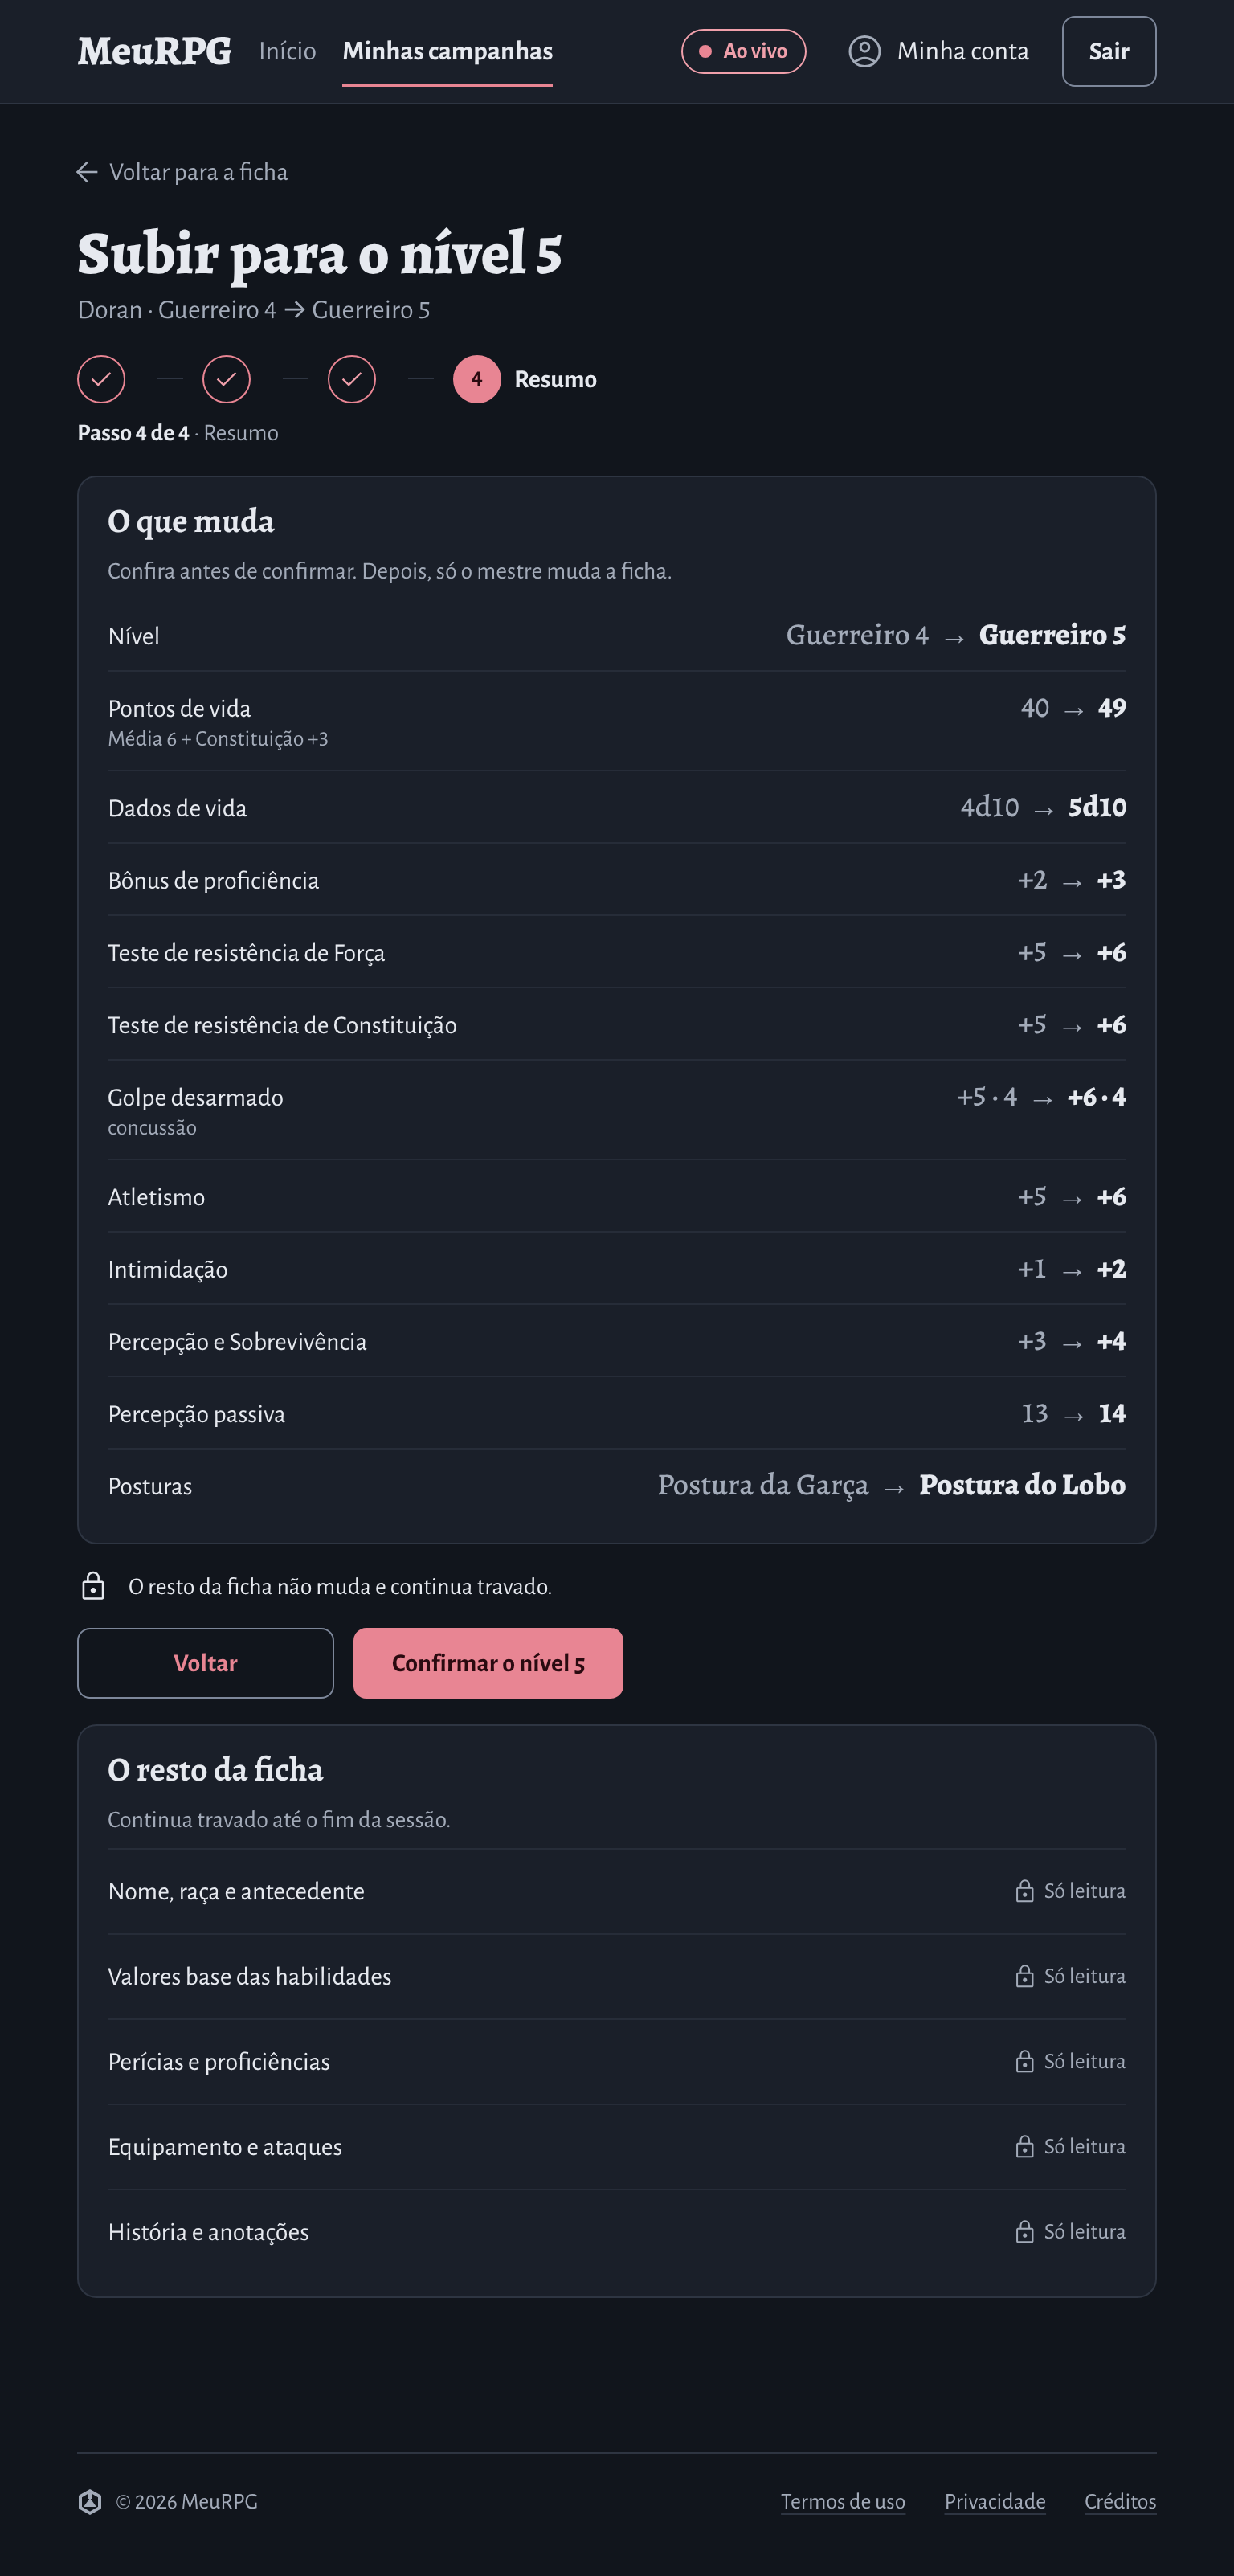 MeuRPG Início Minhas campanhas Ao vivo Minha conta Sair
← Voltar para a ficha
Subir para o nível 5
Doran · Guerreiro 4 → Guerreiro 5
4 Resumo
Passo 4 de 4 · Resumo
O que muda
Confira antes de confirmar. Depois, só o mestre muda a ficha.
Nível Guerreiro 4 → Guerreiro 5
Pontos de vida 40 → 49
Média 6 + Constituição +3
Dados de vida 4d10 → 5d10
Bônus de proficiência +2 → +3
Teste de resistência de Força +5 → +6
Teste de resistência de Constituição +5 → +6
Golpe desarmado +5 · 4 → +6 · 4
concussão
Atletismo +5 → +6
Intimidação +1 → +2
Percepção e Sobrevivência +3 → +4
Percepção passiva 13 → 14
Posturas Postura da Garça → Postura do Lobo
O resto da ficha não muda e continua travado.
Voltar Confirmar o nível 5
O resto da ficha
Continua travado até o fim da sessão.
Nome, raça e antecedente Só leitura
Valores base das habilidades Só leitura
Perícias e proficiências Só leitura
Equipamento e ataques Só leitura
História e anotações Só leitura
© 2026 MeuRPG Termos de uso Privacidade Créditos